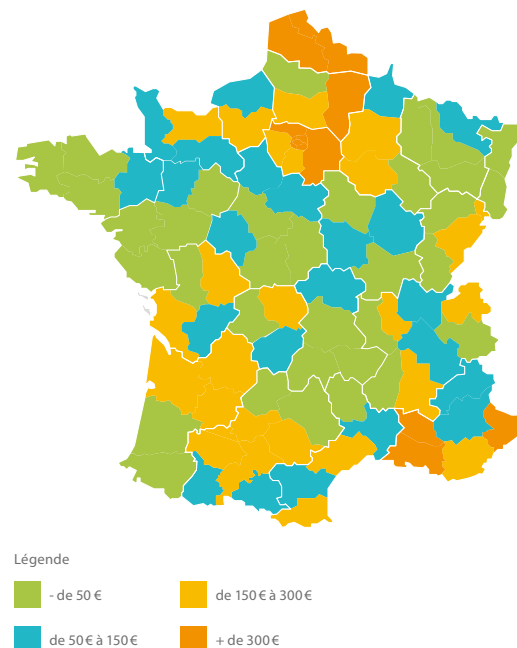 Légende
- de 50 €
de 150 € à 300 €
de 50 € à 150 €
+ de 300 €